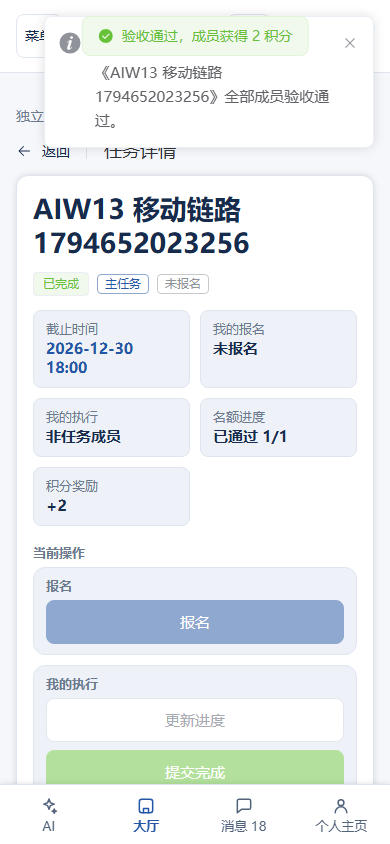 菜单
验收通过，成员获得 2 积分
《AIW13 移动链路
1794652023256》全部成员验收通
过。
独立
返回
任务详情
AIW13 移动链路
1794652023256
已完成
主任务
未报名
截止时间
2026-12-30
18:00
我的报名
未报名
我的执行
非任务成员
名额进度
已通过 1/1
积分奖励
+2
当前操作
报名
报名
我的执行
更新进度
提交完成
AI
大厅
消息 18
个人主页